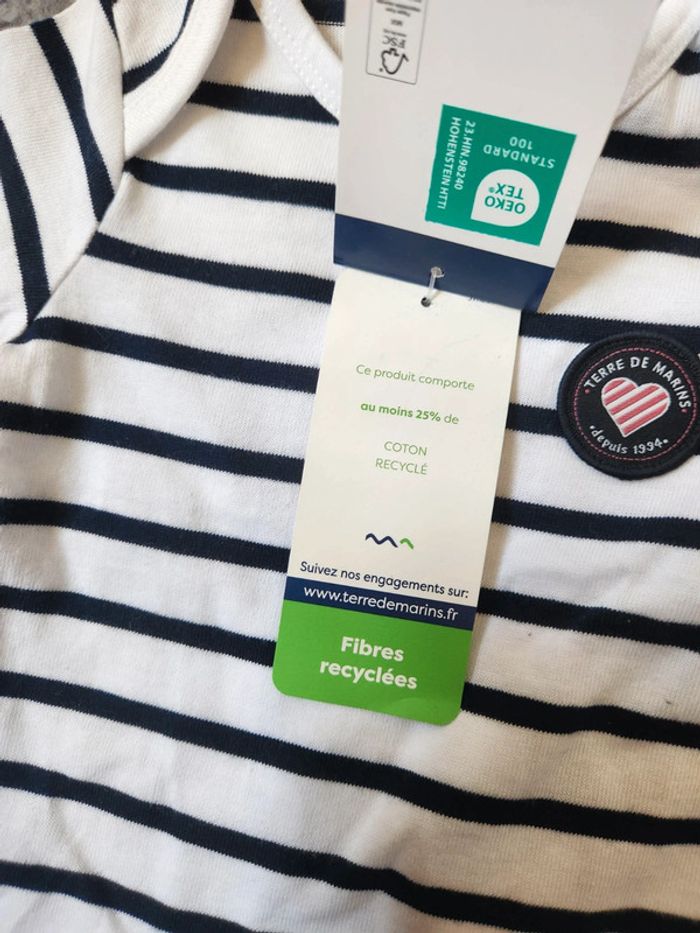 FSC
OEKO
TEX®
STANDARD
100
23.HIN.98240
HOHENSTEIN HTTI
Ce produit comporte
au moins 25% de
COTON
RECYCLÉ
Suivez nos engagements sur:
www.terredemarins.fr
Fibres
recyclées
TERRE DE MARINS
•depuis 1994•